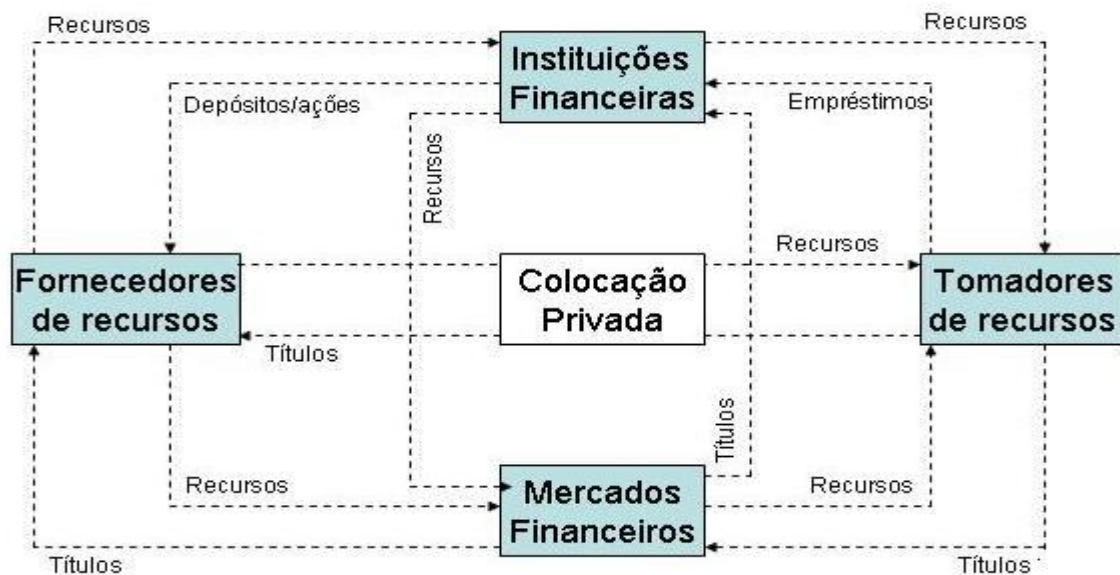 Recursos
Recursos
Instituições
Financeiras
Depósitos/ações
Empréstimos
Recursos
Recursos
Fornecedores
de recursos
Colocação
Privada
Tomadores
de recursos
Títulos
Títulos
Recursos
Mercados
Financeiros
Recursos
Títulos
Títulos